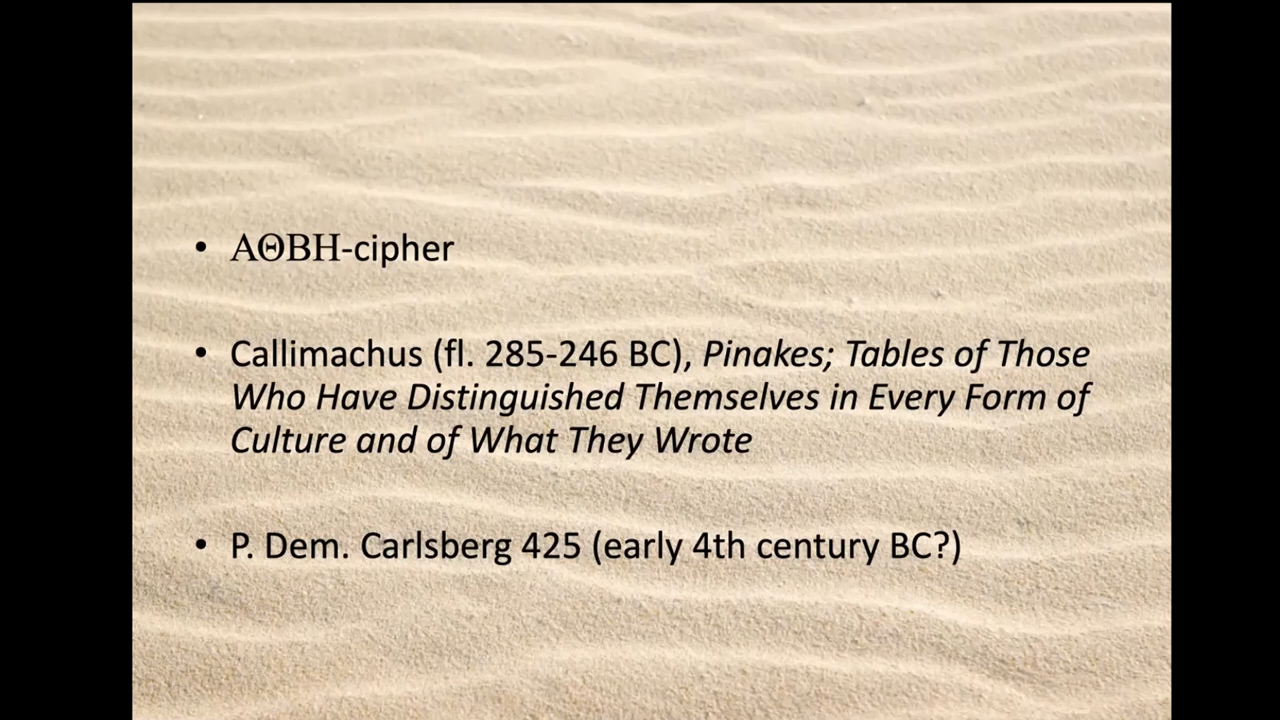 • ΑΘΒΗ-cipher
• Callimachus (fl. 285-246 BC), Pinakes; Tables of Those
Who Have Distinguished Themselves in Every Form of
Culture and of What They Wrote
• P. Dem. Carlsberg 425 (early 4th century BC?)